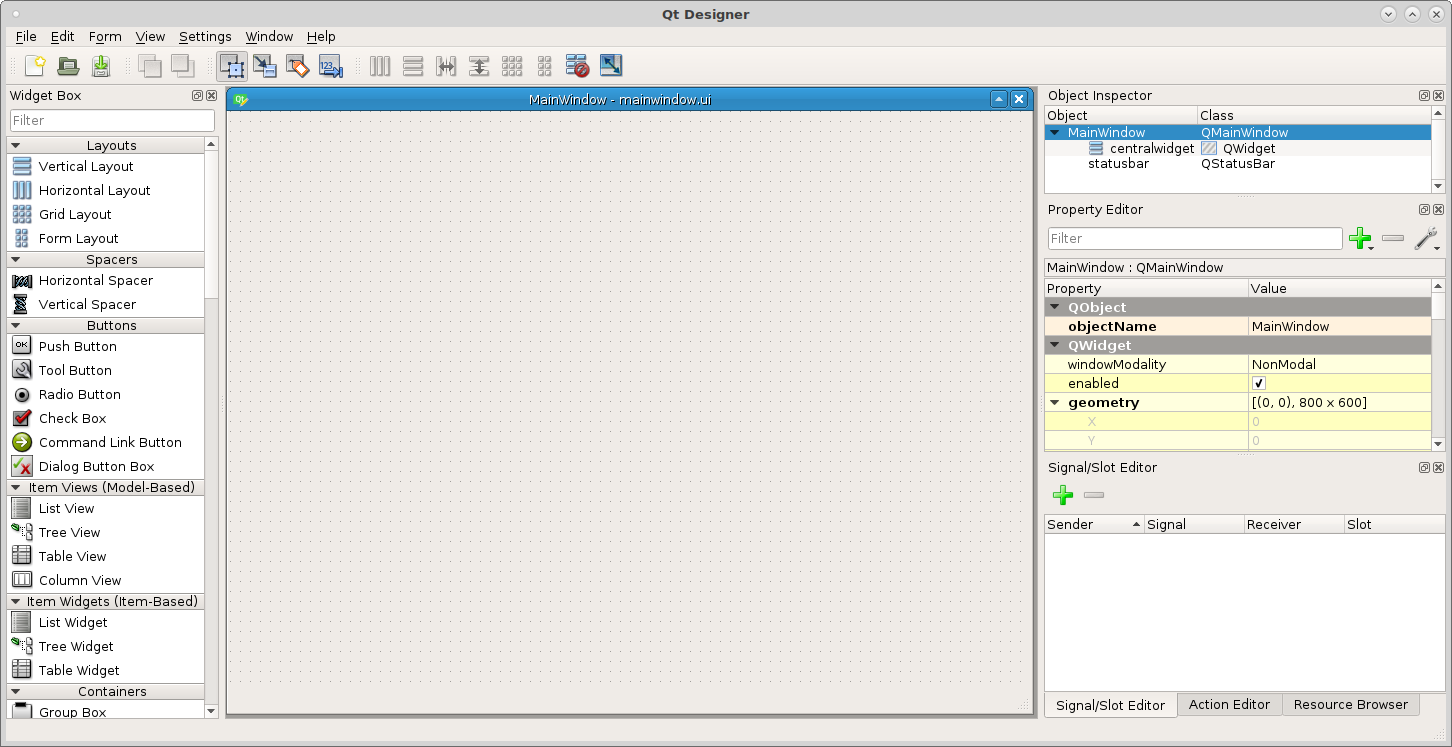 Qt Designer
File Edit Form View Settings Window Help
123
Widget Box
Filter
Layouts
Vertical Layout
Horizontal Layout
Grid Layout
Form Layout
Spacers
Horizontal Spacer
Vertical Spacer
Buttons
OK Push Button
Tool Button
Radio Button
Check Box
Command Link Button
Dialog Button Box
Item Views (Model-Based)
List View
Tree View
Table View
Column View
Item Widgets (Item-Based)
List Widget
Tree Widget
Table Widget
Containers
Group Box
Qt MainWindow - mainwindow.ui
Object Inspector
Object Class
MainWindow QMainWindow
centralwidget QWidget
statusbar QStatusBar
Property Editor
Filter
MainWindow : QMainWindow
Property Value
QObject
objectName MainWindow
QWidget
windowModality NonModal
enabled
geometry [(0, 0), 800 x 600]
X 0
Y 0
Signal/Slot Editor
Sender Signal Receiver Slot
Signal/Slot Editor Action Editor Resource Browser